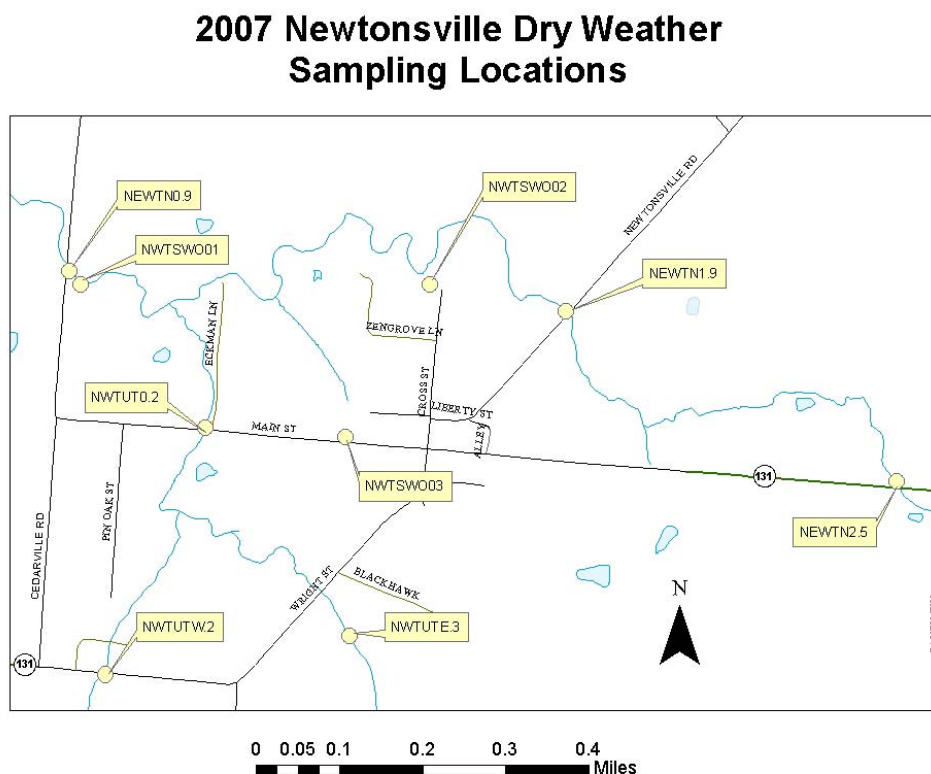 2007 Newtonsville Dry Weather
Sampling Locations
NEWTONSVILLE RD
NWTSWO02
NEWTN0.9
NWTSWO01
NEWTN1.9
ECKMAN LN
ZENGROVE LN
NWTUT0.2
CROSS ST
LIBERTY ST
MAIN ST
ALLEY
NWTSWO03
131
PIN OAK ST
NEWTN2.5
CEDARVILLE RD
WRIGHT ST
BLACKHAWK
N
NWTUTW.2
NWTUTE.3
131
0 0.05 0.1 0.2 0.3 0.4
Miles